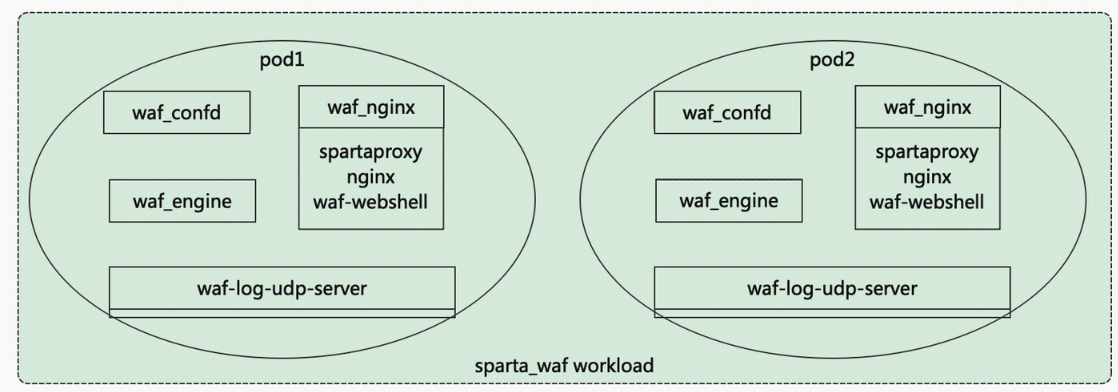 pod1
waf_confd
waf_nginx
spartaproxy
nginx
waf-webshell
waf_engine
waf-log-udp-server
pod2
waf_confd
waf_nginx
spartaproxy
nginx
waf-webshell
waf_engine
waf-log-udp-server
sparta_waf workload